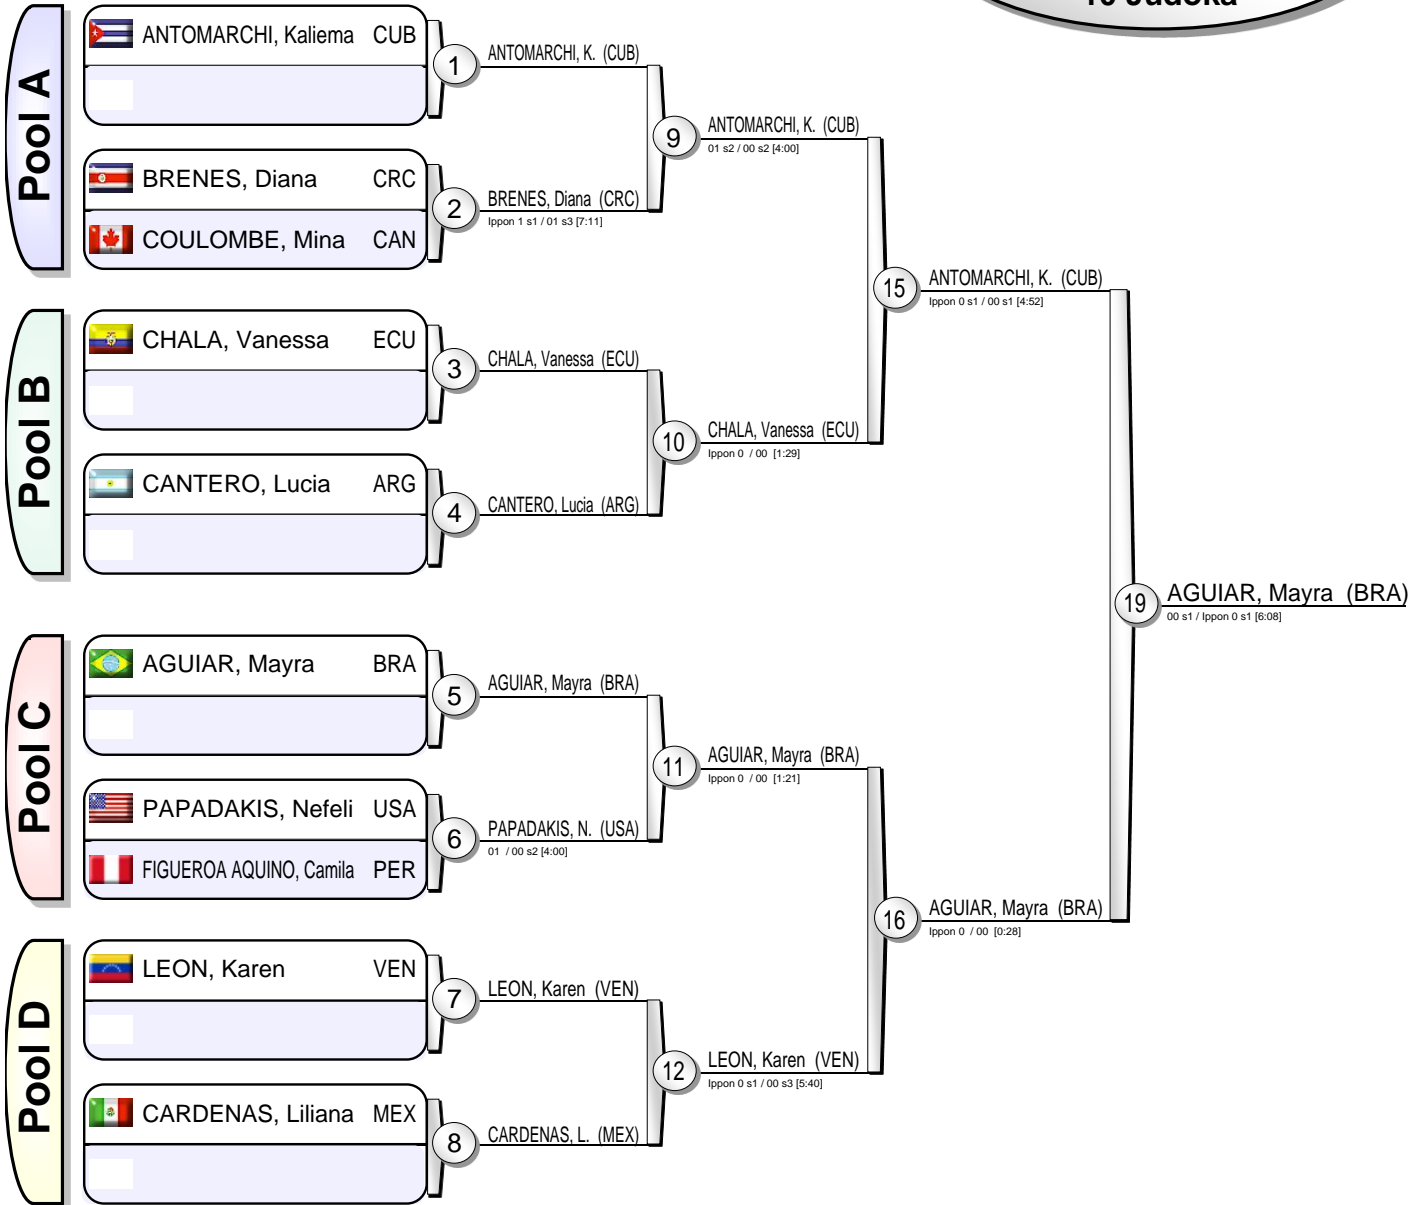 10 Judoka
Pool A
ANTOMARCHI, Kaliema CUB
1
ANTOMARCHI, K. (CUB)
BRENES, Diana CRC
COULOMBE, Mina CAN
2
BRENES, Diana (CRC)
Ippon 1 s1 / 01 s3 [7:11]
9
ANTOMARCHI, K. (CUB)
01 s2 / 00 s2 [4:00]
Pool B
CHALA, Vanessa ECU
3
CHALA, Vanessa (ECU)
CANTERO, Lucia ARG
4
CANTERO, Lucia (ARG)
10
CHALA, Vanessa (ECU)
Ippon 0 / 00 [1:29]
15
ANTOMARCHI, K. (CUB)
Ippon 0 s1 / 00 s1 [4:52]
Pool C
AGUIAR, Mayra BRA
5
AGUIAR, Mayra (BRA)
PAPADAKIS, Nefeli USA
FIGUEROA AQUINO, Camila PER
6
PAPADAKIS, N. (USA)
01 / 00 s2 [4:00]
11
AGUIAR, Mayra (BRA)
Ippon 0 / 00 [1:21]
Pool D
LEON, Karen VEN
7
LEON, Karen (VEN)
CARDENAS, Liliana MEX
8
CARDENAS, L. (MEX)
12
LEON, Karen (VEN)
Ippon 0 s1 / 00 s3 [5:40]
16
AGUIAR, Mayra (BRA)
Ippon 0 / 00 [0:28]
19
AGUIAR, Mayra (BRA)
00 s1 / Ippon 0 s1 [6:08]